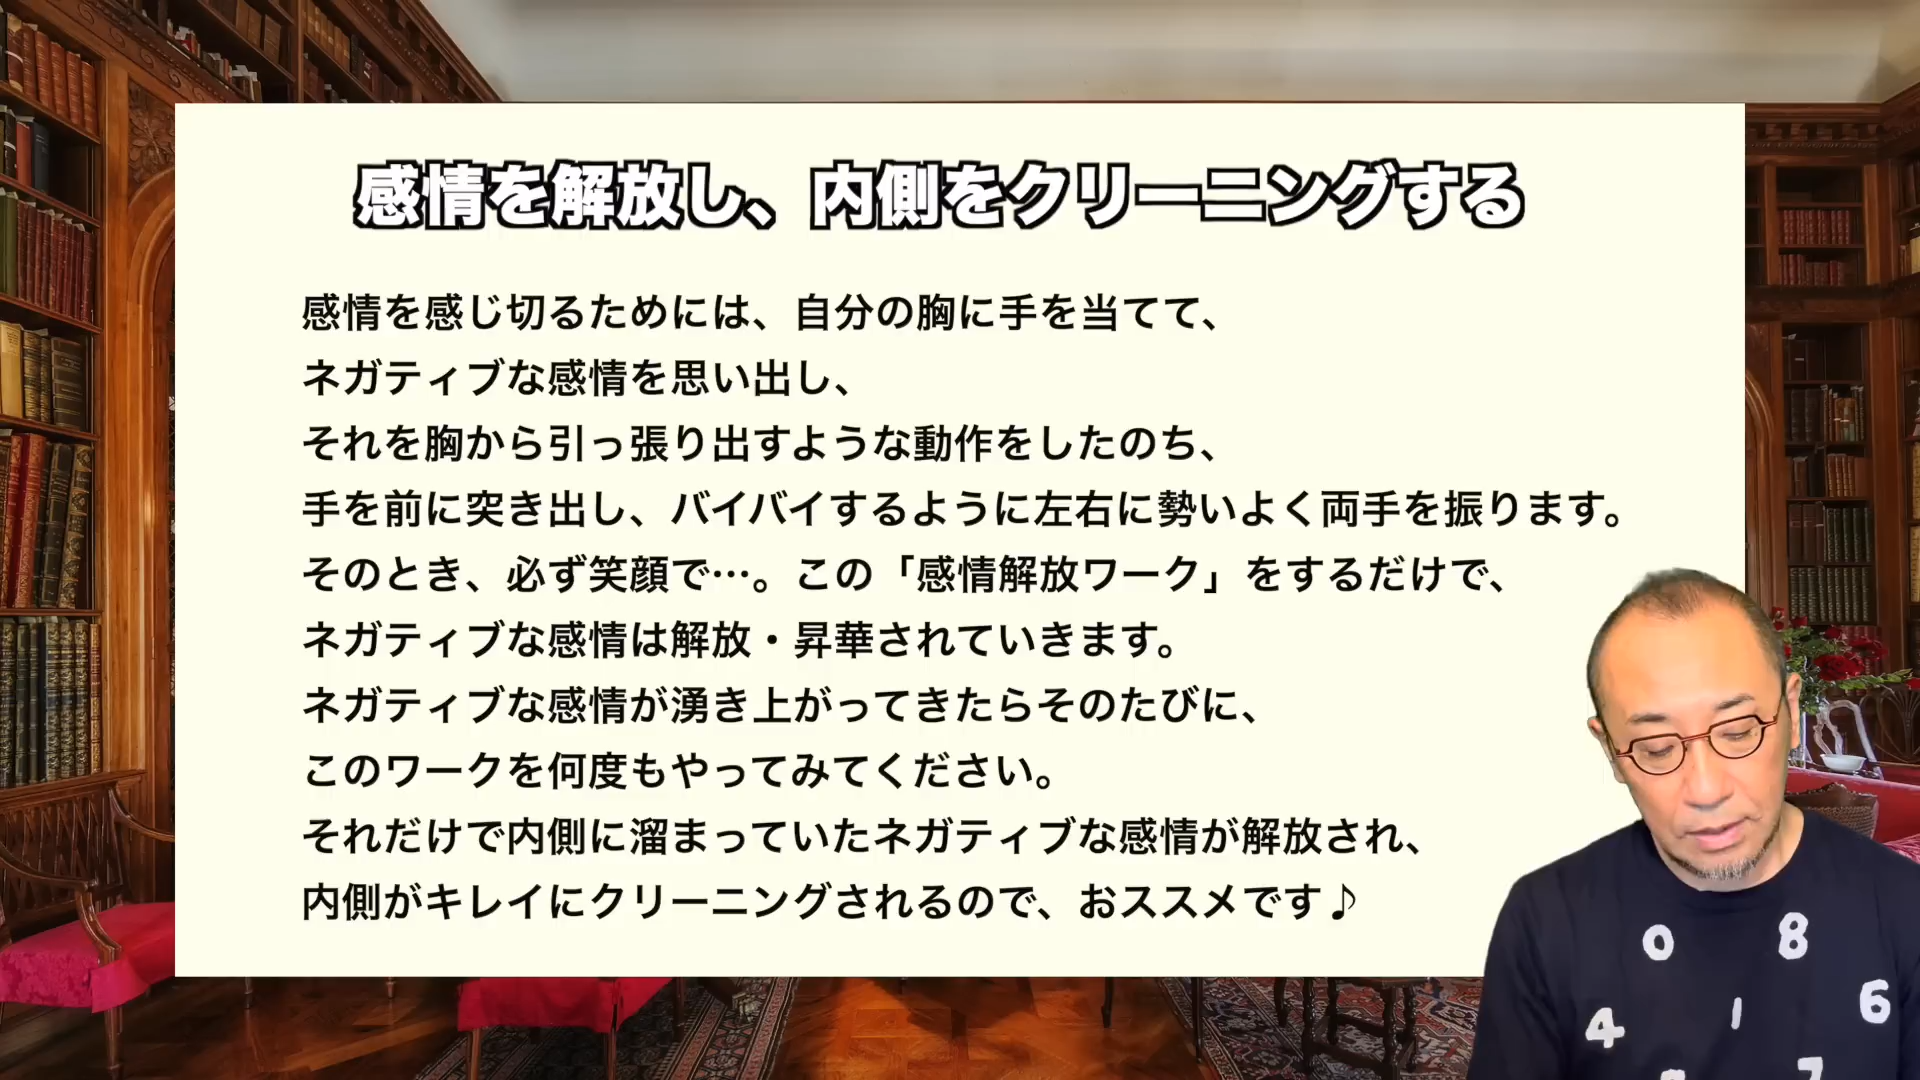 感情を解放し、内側をクリーニングする
感情を感じ切るためには、自分の胸に手を当てて、
ネガティブな感情を思い出し、
それを胸から引っ張り出すような動作をしたのち、
手を前に突き出し、バイバイするように左右に勢いよく両手を振ります。
そのとき、必ず笑顔で…。この「感情解放ワーク」をするだけで、
ネガティブな感情は解放・昇華されていきます。
ネガティブな感情が湧き上がってきたらそのたびに、
このワークを何度もやってみてください。
それだけで内側に溜まっていたネガティブな感情が解放され、
内側がキレイにクリーニングされるので、おススメです♪
0 8
4 1 6